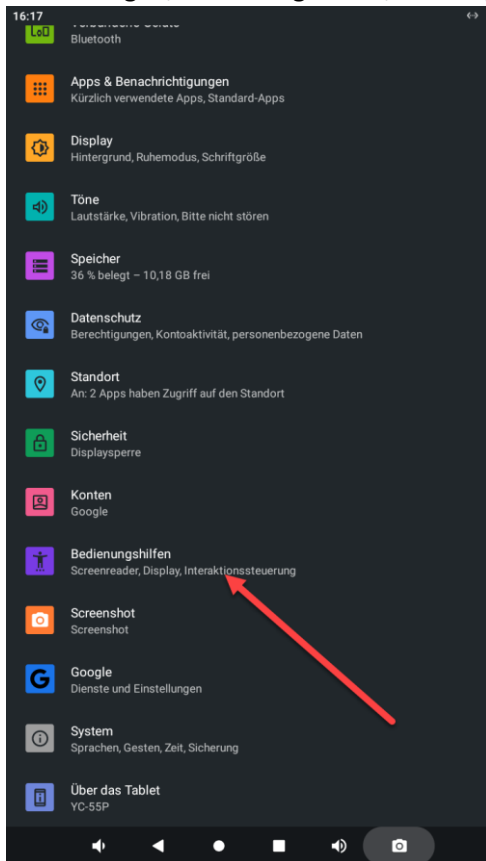 16:17
Bluetooth
Apps & Benachrichtigungen
Kürzlich verwendete Apps, Standard-Apps
Display
Hintergrund, Ruhemodus, Schriftgröße
Töne
Lautstärke, Vibration, Bitte nicht stören
Speicher
36 % belegt – 10,18 GB frei
Datenschutz
Berechtigungen, Kontoaktivität, personenbezogene Daten
Standort
An: 2 Apps haben Zugriff auf den Standort
Sicherheit
Displaysperre
Konten
Google
Bedienungshilfen
Screenreader, Display, Interaktionssteuerung
Screenshot
Screenshot
Google
Dienste und Einstellungen
System
Sprachen, Gesten, Zeit, Sicherung
Über das Tablet
YC-55P